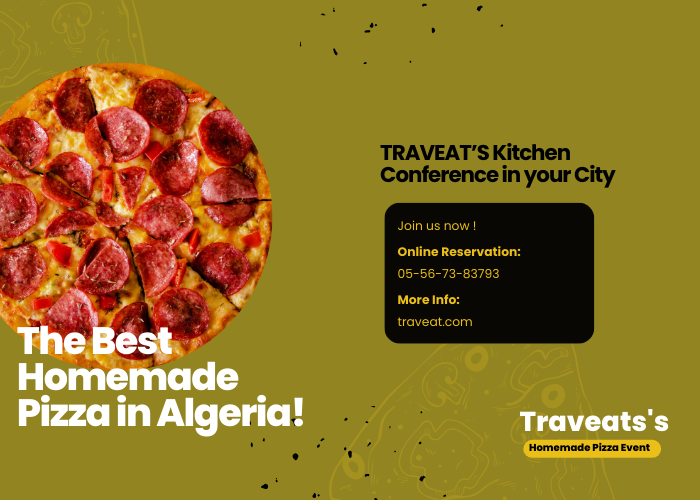 TRAVEAT’S Kitchen
Conference in your City
Join us now !
Online Reservation:
05-56-73-83793
More Info:
traveat.com
The Best
Homemade
Pizza in Algeria!
Traveats's
Homemade Pizza Event